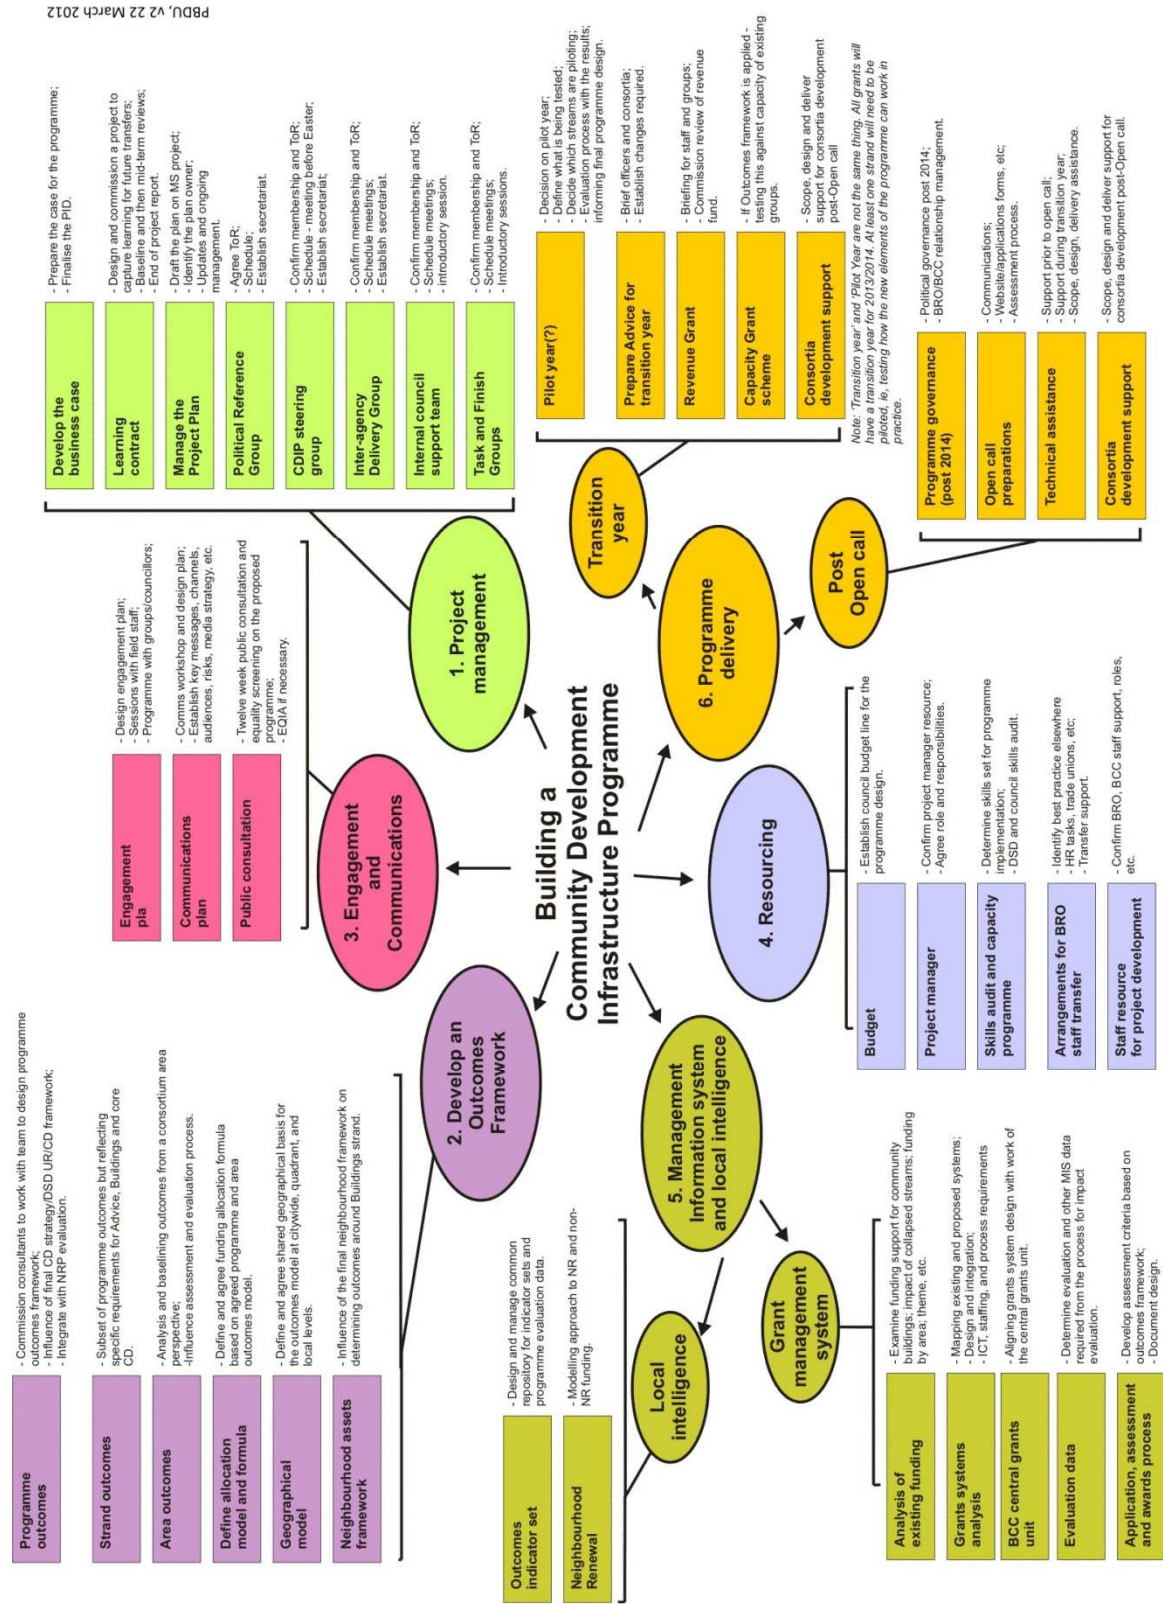 PBDU, v2 22 March 2012
Building a
Community Development
Infrastructure Programme
1. Project
management
Develop the
business case
- Prepare the case for the programme;
- Finalise the PID.
Learning
contract
- Design and commission a project to
capture learning for future transfers;
- Baseline and then mid-term reviews;
- End of project report.
Manage the
Project Plan
- Draft the plan on MS project;
- Identify the plan owner;
- Updates and ongoing
management.
Political Reference
Group
- Agree ToR;
- Schedule;
- Establish secretariat.
CDIP steering
group
- Confirm membership and ToR;
- Schedule - meeting before Easter;
- Establish secretariat;
Inter-agency
Delivery Group
- Confirm membership and ToR;
- Schedule meetings;
- Establish secretariat.
Internal council
support team
- Confirm membership and ToR;
- Schedule meetings;
- introductory session.
Task and Finish
Groups
- Confirm membership and ToR;
- Schedule meetings;
- Introductory sessions.
2. Develop an
Outcomes
Framework
Programme
outcomes
- Commission consultants to work with team to design programme
outcomes framework;
- Influence of final CD strategy/DSD UR/CD framework;
- Integrate with NRP evaluation.
Strand outcomes
- Subset of programme outcomes but reflecting
specific requirements for Advice, Buildings and core
CD.
Area outcomes
- Analysis and baselining outcomes from a consortium area
perspective;
-Influence assessment and evaluation process.
Define allocation
model and formula
- Define and agree funding allocation formula
based on agreed programme and area
outcomes model.
Geographical
model
- Define and agree shared geographical basis for
the outcomes model at citywide, quadrant, and
local levels.
Neighbourhood assets
framework
- Influence of the final neighbourhood framework on
determining outcomes around Buildings strand.
3. Engagement
and
Communications
Engagement
pla
- Design engagement plan;
- Sessions with field staff;
- Programme with groups/councillors;
Communications
plan
- Comms workshop and design plan;
- Establish key messages, channels,
audiences, risks, media strategy, etc.
Public consultation
- Twelve week public consultation and
equality screening on the proposed
programme;
- EQIA if necessary.
4. Resourcing
Budget
- Establish council budget line for the
programme design.
Project manager
- Confirm project manager resource;
- Agree role and responsibilities.
Skills audit and capacity
programme
- Determine skills set for programme
implementation;
- DSD and council skills audit.
Arrangements for BRO
staff transfer
- Identify best practice elsewhere
- HR tasks, trade unions, etc;
- Transfer support.
Staff resource
for project development
- Confirm BRO, BCC staff support, roles,
etc.
5. Management
Information system
and local intelligence
Local
intelligence
Outcomes
indicator set
- Design and manage common
repository for indicator sets and
programme evaluation data.
Neighbourhood
Renewal
- Modelling approach to NR and non-
NR funding.
Grant
management
system
Analysis of
existing funding
- Examine funding support for community
buildings; impact of collapsed streams; funding
by area; theme, etc.
Grants systems
analysis
- Mapping existing and proposed systems;
- Design and integration;
- ICT, staffing, and process requirements
BCC central grants
unit
- Aligning grants system design with work of
the central grants unit.
Evaluation data
- Determine evaluation and other MIS data
required from the process for impact
evaluation.
Application, assessment
and awards process
- Develop assessment criteria based on
outcomes framework;
- Document design.
6. Programme
delivery
Transition
year
Pilot year(?)
- Decision on pilot year;
- Define what is being tested;
- Decide which streams are piloting;
- Evaluation process with the results;
informing final programme design.
Prepare Advice for
transition year
- Brief officers and consortia;
- Establish changes required.
Revenue Grant
- Briefing for staff and groups;
- Commission review of revenue
fund.
Capacity Grant
scheme
- If Outcomes framework is applied -
testing this against capacity of existing
groups.
Consortia
development support
- Scope, design and deliver
support for consortia development
post-Open call
Note: 'Transition year' and 'Pilot Year are not the same thing. All grants will
have a transition year for 2013/2014. At least one strand will need to be
piloted, ie, testing how the new elements of the programme can work in
practice.
Post
Open call
Programme governance
(post 2014)
- Political governance post 2014;
- BRO/BCC relationship management.
Open call
preparations
- Communications;
- Website/applications forms, etc;
- Assessment process.
Technical assistance
- Support prior to open call;
- Support during transition year;
- Scope, design, delivery assistance.
Consortia
development support
- Scope, design and deliver support for
consortia development post-Open call.